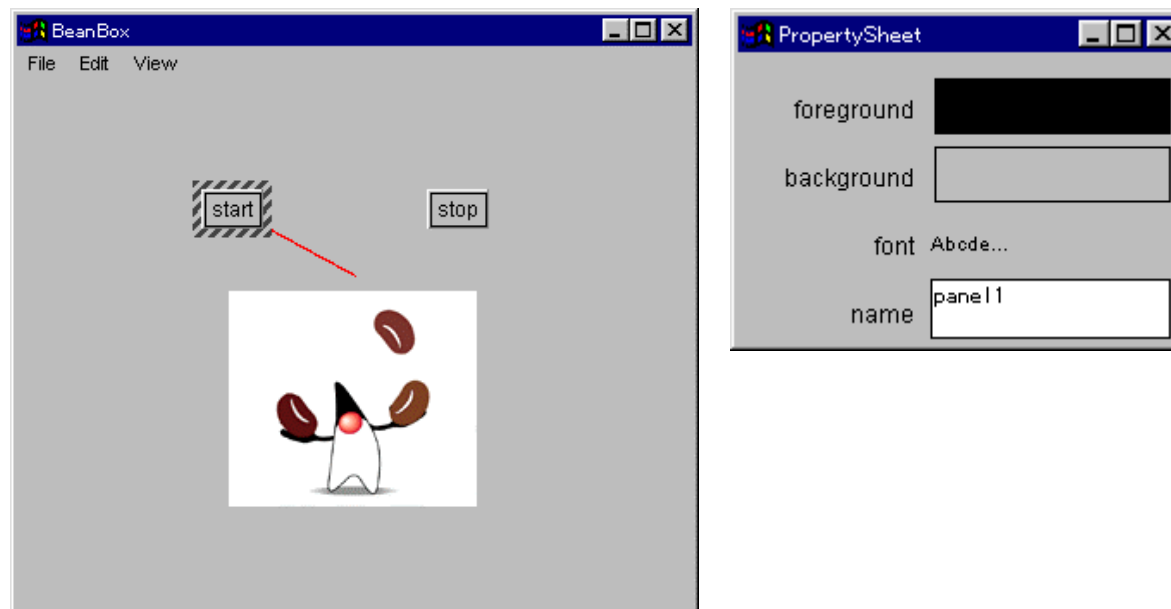 BeanBox
File Edit View
start stop
PropertySheet
foreground
background
font Abcde...
name panel1